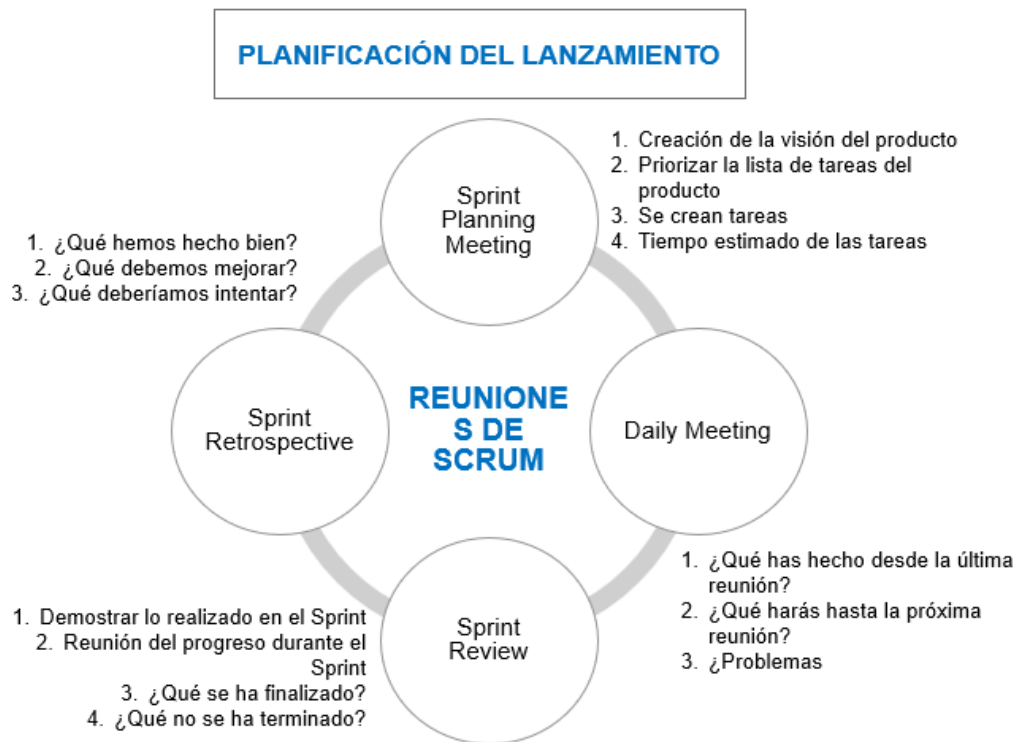 PLANIFICACIÓN DEL LANZAMIENTO
Sprint
Planning
Meeting
1. Creación de la visión del producto
2. Priorizar la lista de tareas del
producto
3. Se crean tareas
4. Tiempo estimado de las tareas
1. ¿Qué hemos hecho bien?
2. ¿Qué debemos mejorar?
3. ¿Qué deberíamos intentar?
Sprint
Retrospective
REUNIONE
S DE
SCRUM
Daily Meeting
1. ¿Qué has hecho desde la última
reunión?
2. ¿Qué harás hasta la próxima
reunión?
3. ¿Problemas
1. Demostrar lo realizado en el Sprint
2. Reunión del progreso durante el
Sprint
3. ¿Qué se ha finalizado?
4. ¿Qué no se ha terminado?
Sprint
Review